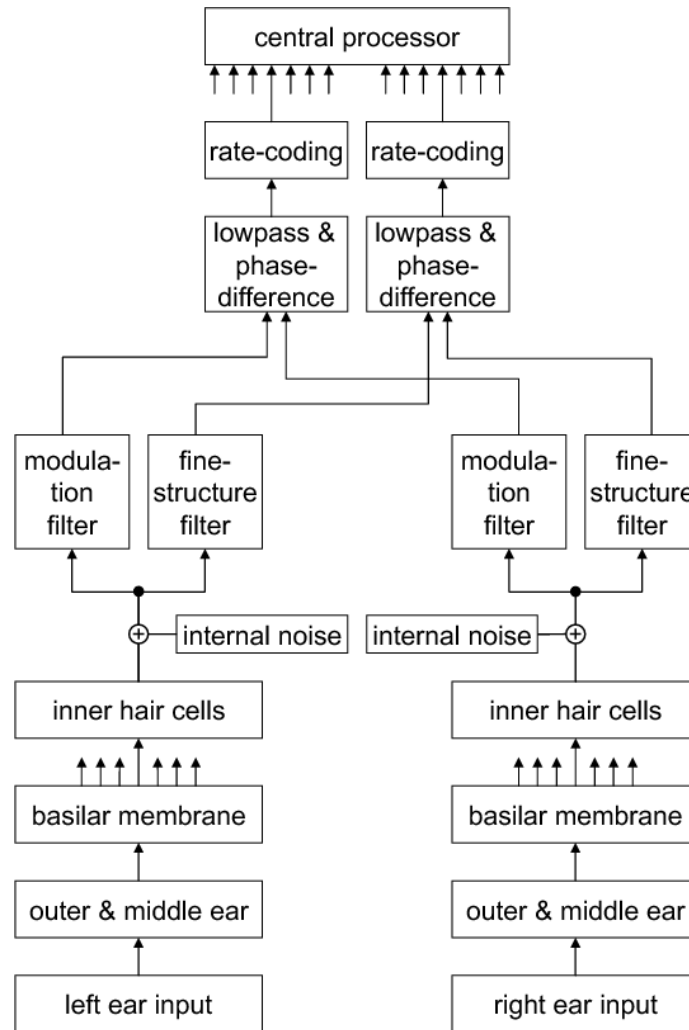 central processor
rate-coding
rate-coding
lowpass &
phase-
difference
lowpass &
phase-
difference
modula-
tion
filter
fine-
structure
filter
modula-
tion
filter
fine-
structure
filter
internal noise
internal noise
inner hair cells
inner hair cells
basilar membrane
basilar membrane
outer & middle ear
outer & middle ear
left ear input
right ear input